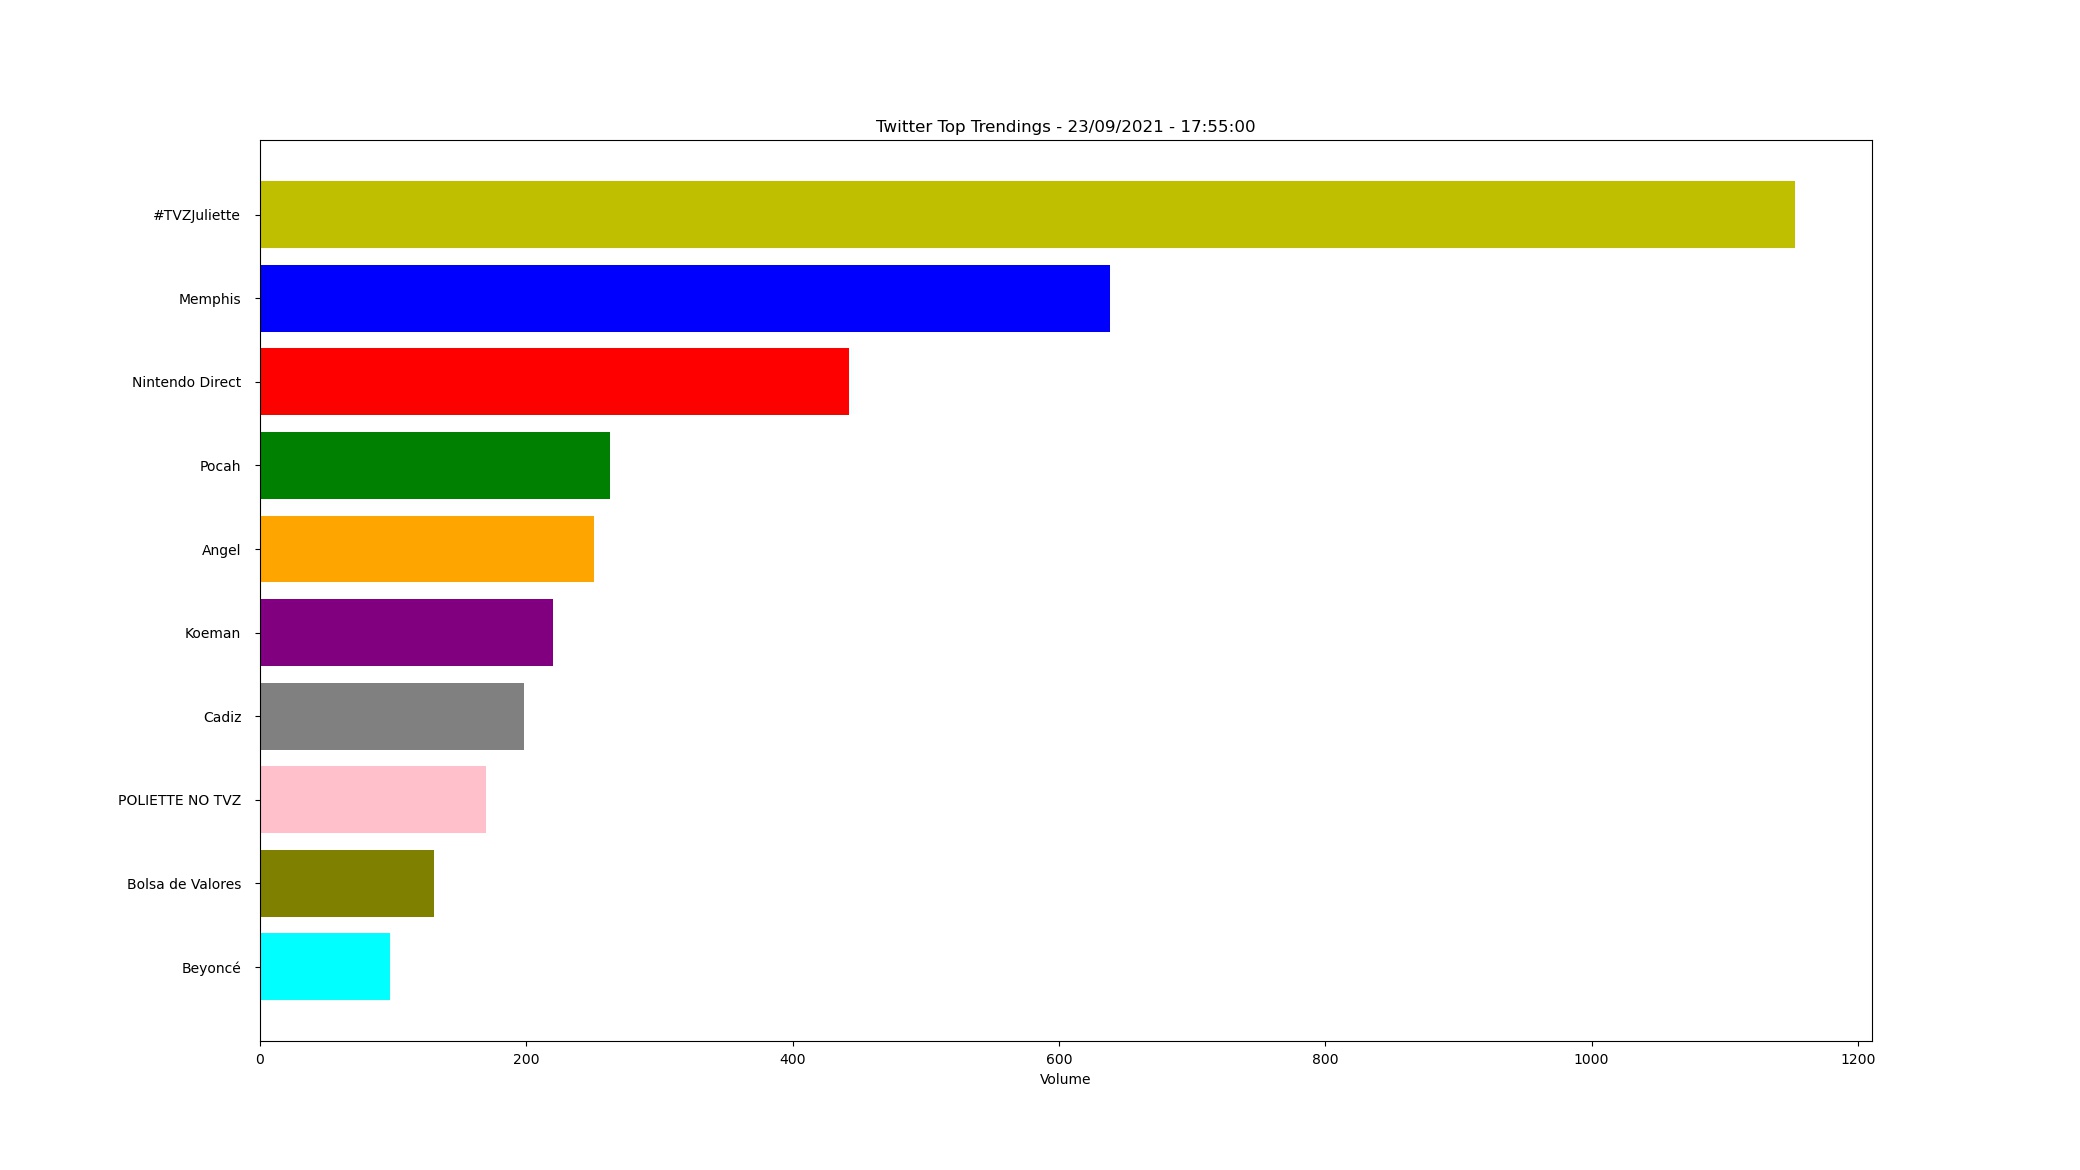 Twitter Top Trendings - 23/09/2021 - 17:55:00
#TVZJuliette
Memphis
Nintendo Direct
Pocah
Angel
Koeman
Cadiz
POLIETTE NO TVZ
Bolsa de Valores
Beyoncé
0 200 400 600 800 1000 1200
Volume